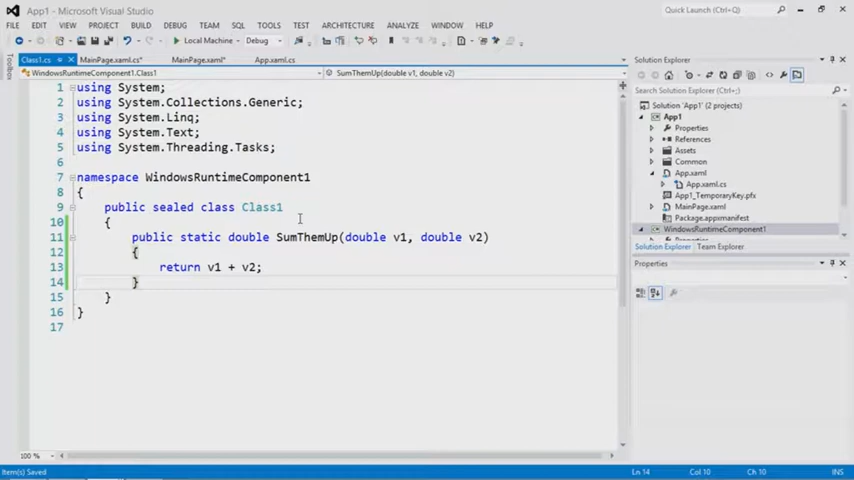 App1 - Microsoft Visual Studio
Quick Launch (Ctrl+Q)
FILE EDIT VIEW PROJECT BUILD DEBUG TEAM SQL TOOLS TEST ARCHITECTURE ANALYZE WINDOW HELP
Local Machine Debug
Class1.cs MainPage.xaml.cs* MainPage.xaml* App.xaml.cs
WindowsRuntimeComponent1.Class1 SumThemUp(double v1, double v2)
Toolbox
1 using System;
2 using System.Collections.Generic;
3 using System.Linq;
4 using System.Text;
5 using System.Threading.Tasks;
6
7 namespace WindowsRuntimeComponent1
8 {
9 public sealed class Class1
10 {
11 public static double SumThemUp(double v1, double v2)
12 {
13 return v1 + v2;
14 }
15 }
16 }
17
100 %
Solution Explorer
Search Solution Explorer (Ctrl+;)
Solution 'App1' (2 projects)
App1
Properties
References
Assets
Common
App.xaml
App.xaml.cs
App1_TemporaryKey.pfx
MainPage.xaml
Package.appxmanifest
WindowsRuntimeComponent1
Properties
Solution Explorer Team Explorer
Properties
Item(s) Saved Ln 14 Col 10 Ch 10 INS